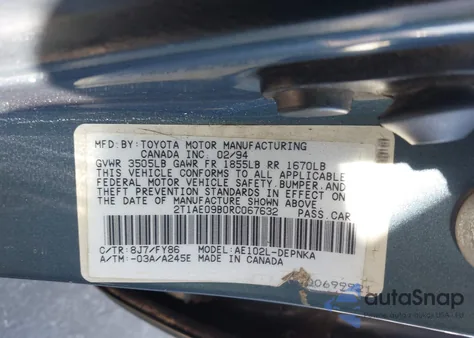 MFD.BY:TOYOTA MOTOR MANUFACTURING
CANADA INC. 02/94
GVWR 3505LB GAWR FR 1855LB RR 1670LB
THIS VEHICLE CONFORMS TO ALL APPLICABLE
FEDERAL MOTOR VEHICLE SAFETY, BUMPER, AND
THEFT PREVENTION STANDARDS IN EFFECT ON
THE DATE OF MANUFACTURE SHOWN ABOVE.
2T1AE09B0RC067632 PASS.CAR
C/TR:8J7/FY86 MODEL:AE102L-DEPNKA
A/TM:-03A/A245E MADE IN CANADA
autaSnap